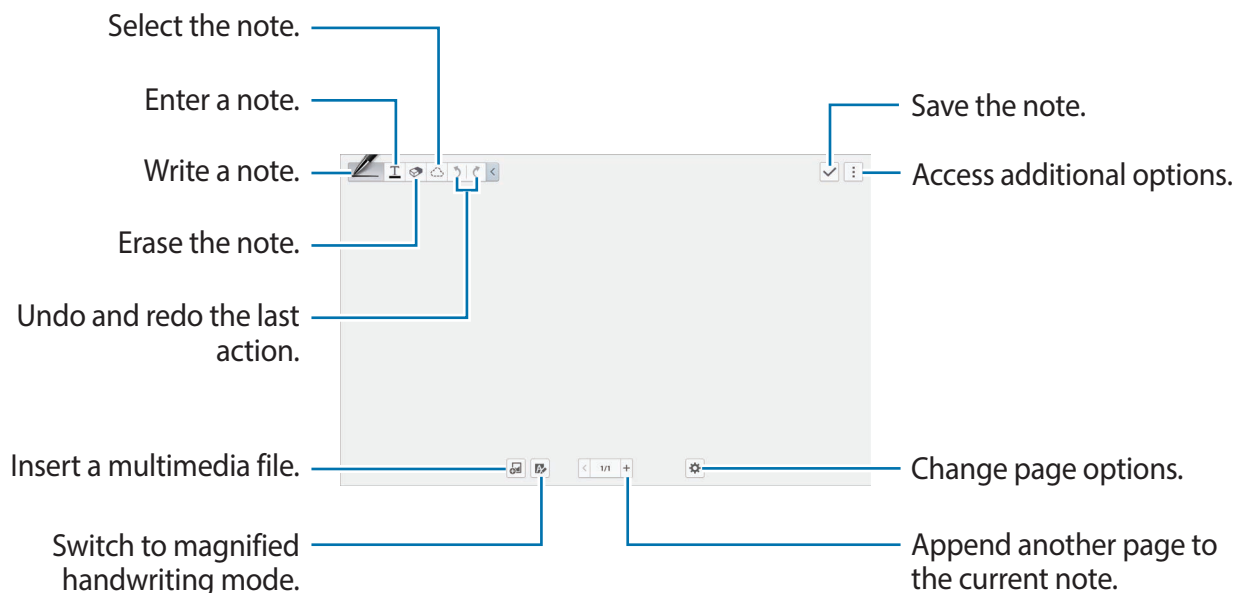 Select the note.
Enter a note.
Write a note.
Erase the note.
Undo and redo the last
action.
Insert a multimedia file.
Switch to magnified
handwriting mode.
T
1/1
Save the note.
Access additional options.
Change page options.
Append another page to
the current note.